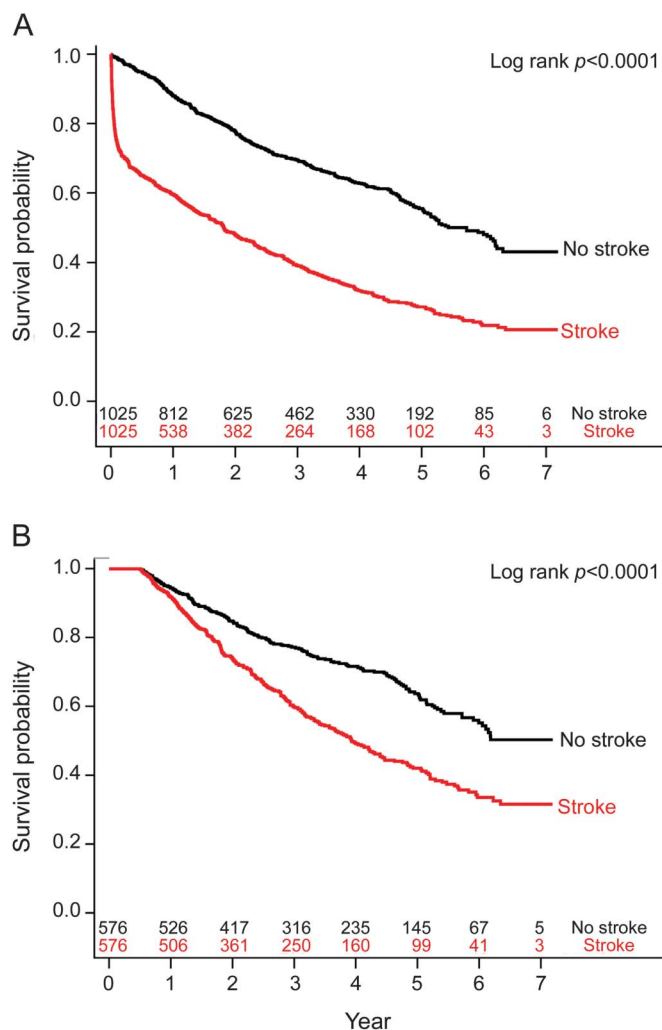 A
Log rank p<0.0001
Survival probability
1.0
0.8
0.6
0.4
0.2
0.0
No stroke
Stroke
1025 812 625 462 330 192 85 6 No stroke
1025 538 382 264 168 102 43 3 Stroke
0 1 2 3 4 5 6 7
B
Log rank p<0.0001
Survival probability
1.0
0.8
0.6
0.4
0.2
0.0
No stroke
Stroke
576 526 417 316 235 145 67 5 No stroke
576 506 361 250 160 99 41 3 Stroke
0 1 2 3 4 5 6 7
Year